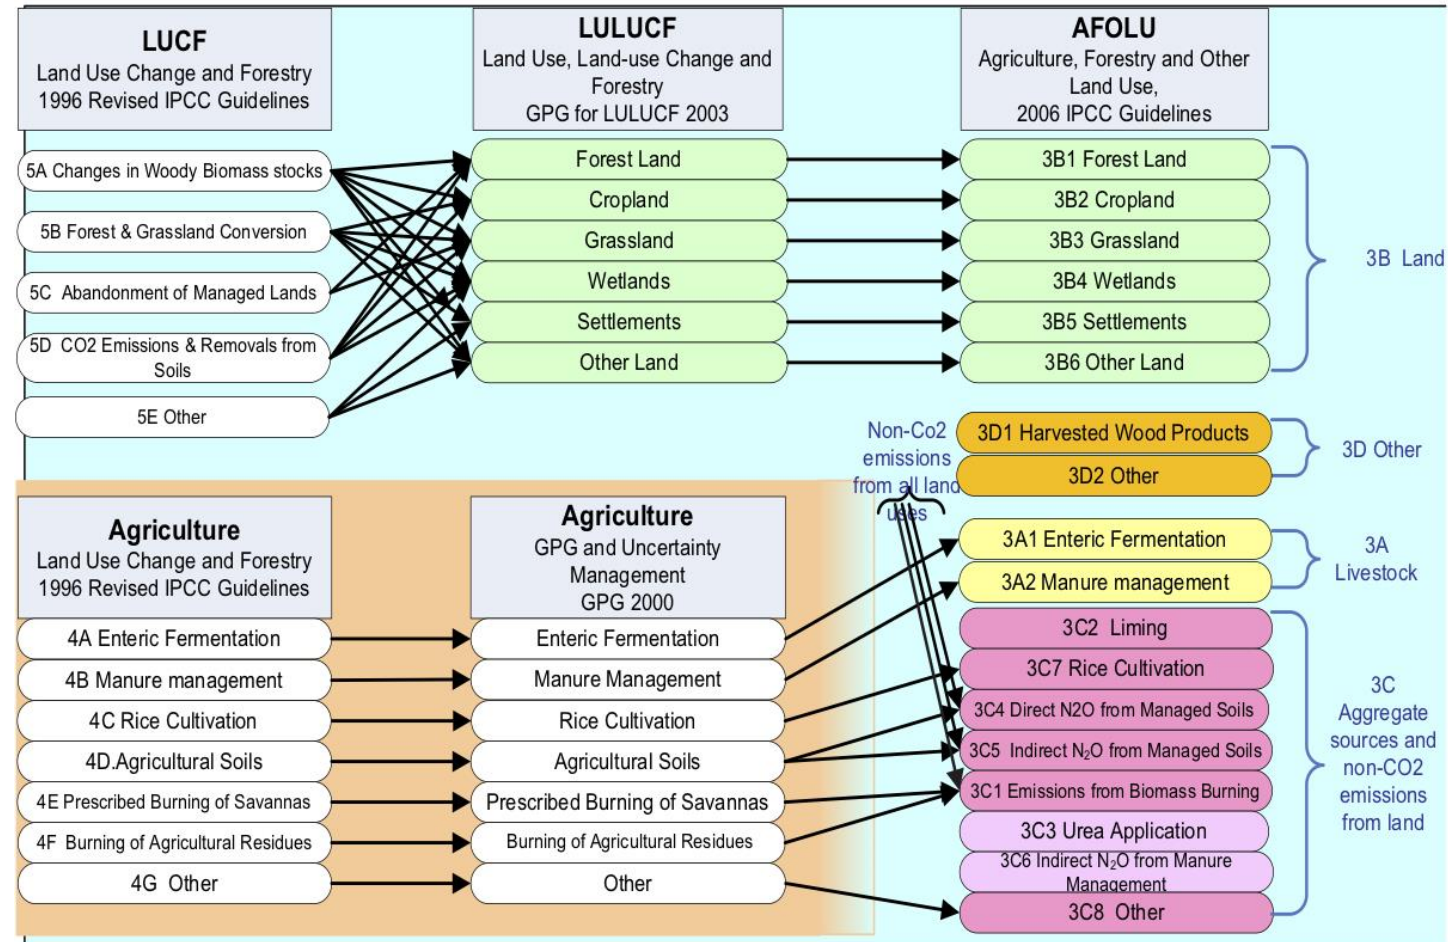 LUCF
Land Use Change and Forestry
1996 Revised IPCC Guidelines
5A Changes in Woody Biomass stocks
5B Forest & Grassland Conversion
5C Abandonment of Managed Lands
5D CO2 Emissions & Removals from
Soils
5E Other
LULUCF
Land Use, Land-use Change and
Forestry
GPG for LULUCF 2003
Forest Land
Cropland
Grassland
Wetlands
Settlements
Other Land
AFOLU
Agriculture, Forestry and Other
Land Use,
2006 IPCC Guidelines
3B1 Forest Land
3B2 Cropland
3B3 Grassland
3B4 Wetlands
3B5 Settlements
3B6 Other Land
3B Land
Non-Co2
emissions
from all land
uses
3D1 Harvested Wood Products
3D2 Other
3D Other
Agriculture
Land Use Change and Forestry
1996 Revised IPCC Guidelines
4A Enteric Fermentation
4B Manure management
4C Rice Cultivation
4D.Agricultural Soils
4E Prescribed Burning of Savannas
4F Burning of Agricultural Residues
4G Other
Agriculture
GPG and Uncertainty
Management
GPG 2000
Enteric Fermentation
Manure Management
Rice Cultivation
Agricultural Soils
Prescribed Burning of Savannas
Burning of Agricultural Residues
Other
3A1 Enteric Fermentation
3A2 Manure management
3A
Livestock
3C2 Liming
3C7 Rice Cultivation
3C4 Direct N2O from Managed Soils
3C5 Indirect N₂O from Managed Soils
3C1 Emissions from Biomass Burning
3C3 Urea Application
3C6 Indirect N₂O from Manure
Management
3C8 Other
3C
Aggregate
sources and
non-CO2
emissions
from land